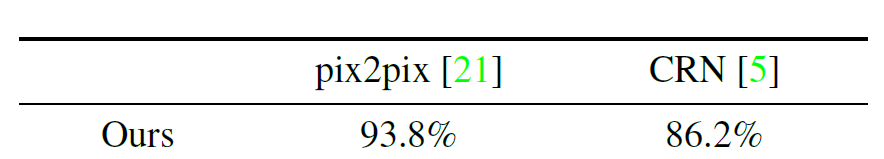 pix2pix [21] CRN [5]
Ours 93.8% 86.2%